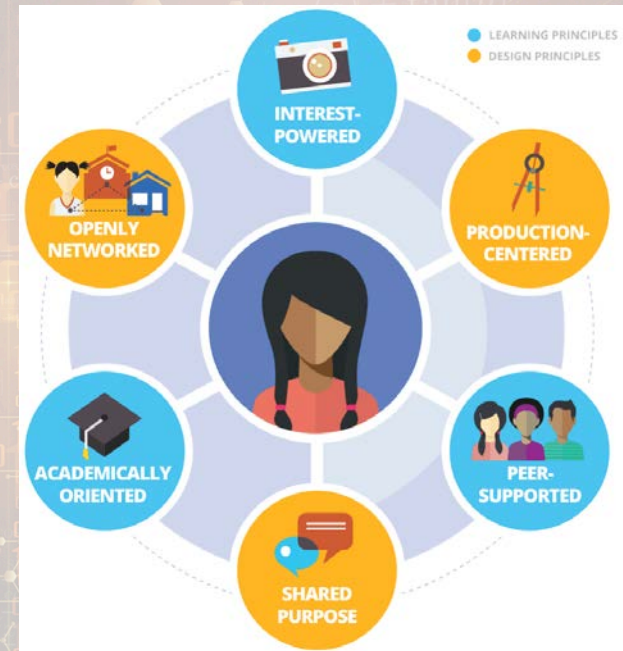 LEARNING PRINCIPLES
DESIGN PRINCIPLES
INTEREST-
POWERED
OPENLY
NETWORKED
PRODUCTION-
CENTERED
ACADEMICALLY
ORIENTED
PEER-
SUPPORTED
SHARED
PURPOSE